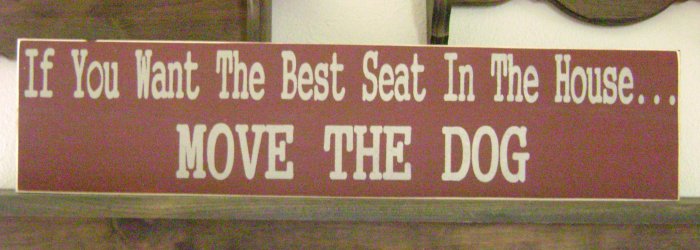 If You Want The Best Seat In The House...
MOVE THE DOG